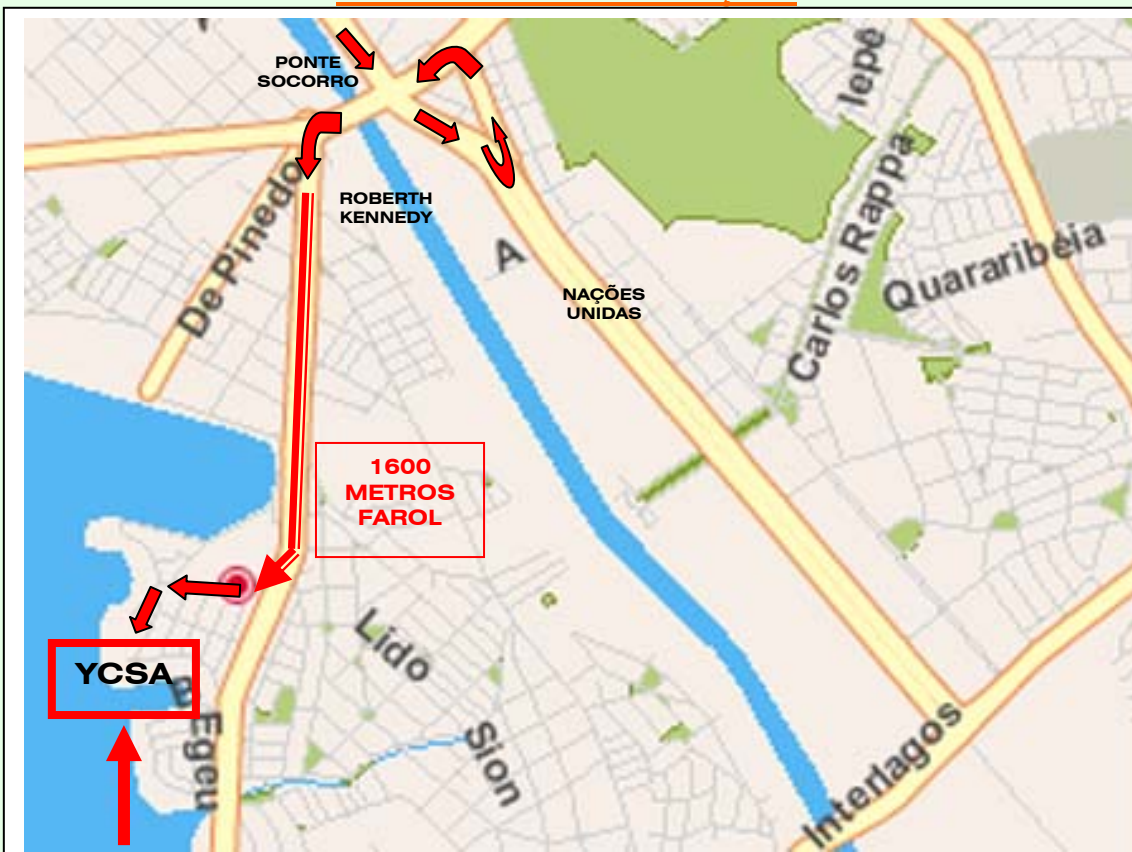 PONTE
SOCORRO
Iepê
De Pinedo
ROBERTH
KENNEDY
A
Carlos Rappa
Quararibéia
NAÇÕES
UNIDAS
1600
METROS
FAROL
YCSA
Lido
Egeu
Sion
Interlagos